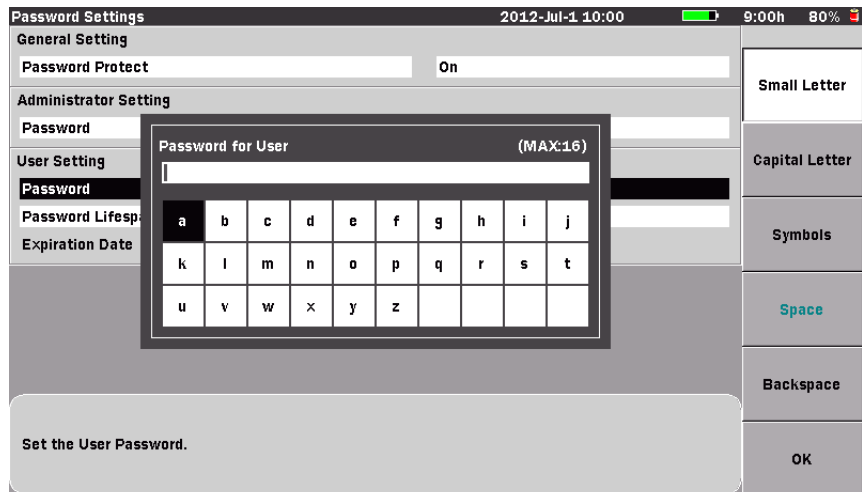 Password Settings 2012-Jul-1 10:00 9:00h 80%
General Setting
Password Protect On
Administrator Setting
Password
User Setting
Password
Password Lifespa
Expiration Date
Password for User (MAX:16)
a b c d e f g h i j
k l m n o p q r s t
u v w x y z
Set the User Password.
Small Letter
Capital Letter
Symbols
Space
Backspace
OK